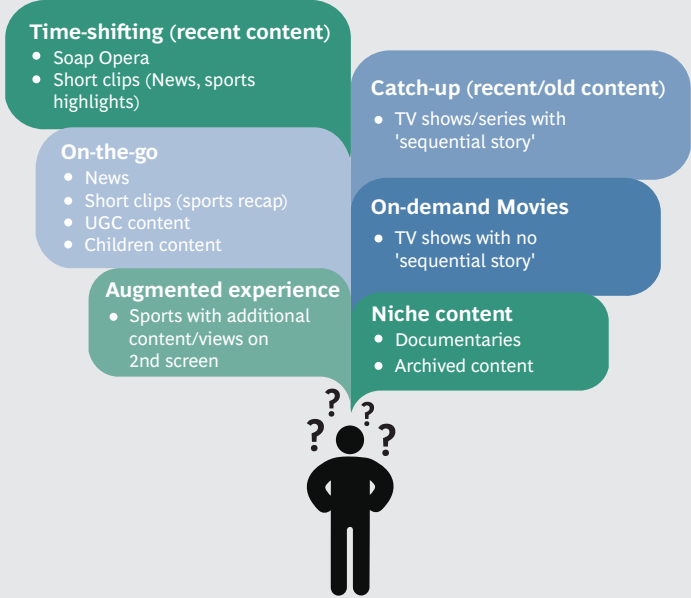 Time-shifting (recent content)
• Soap Opera
• Short clips (News, sports
highlights)
Catch-up (recent/old content)
• TV shows/series with
'sequential story'
On-the-go
• News
• Short clips (sports recap)
• UGC content
• Children content
On-demand Movies
• TV shows with no
'sequential story'
Augmented experience
• Sports with additional
content/views on
2nd screen
Niche content
• Documentaries
• Archived content
?
?
?
?